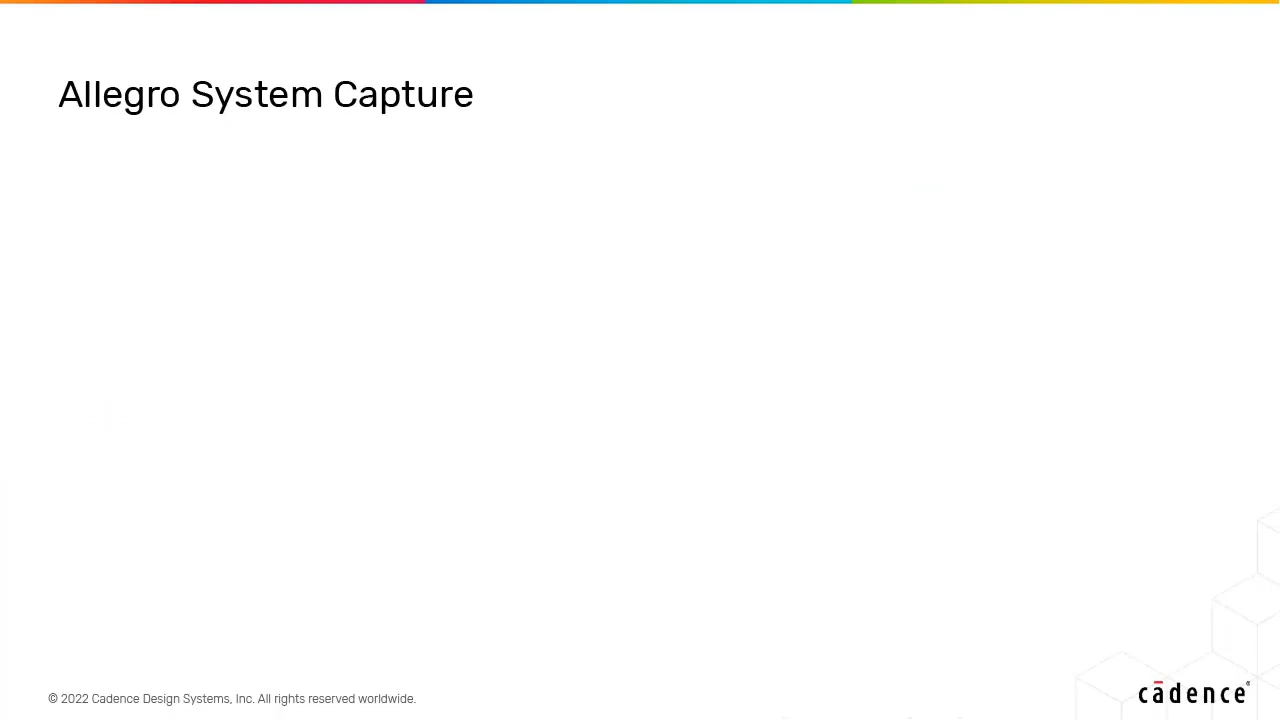 Allegro System Capture
© 2022 Cadence Design Systems, Inc. All rights reserved worldwide.
cādence®